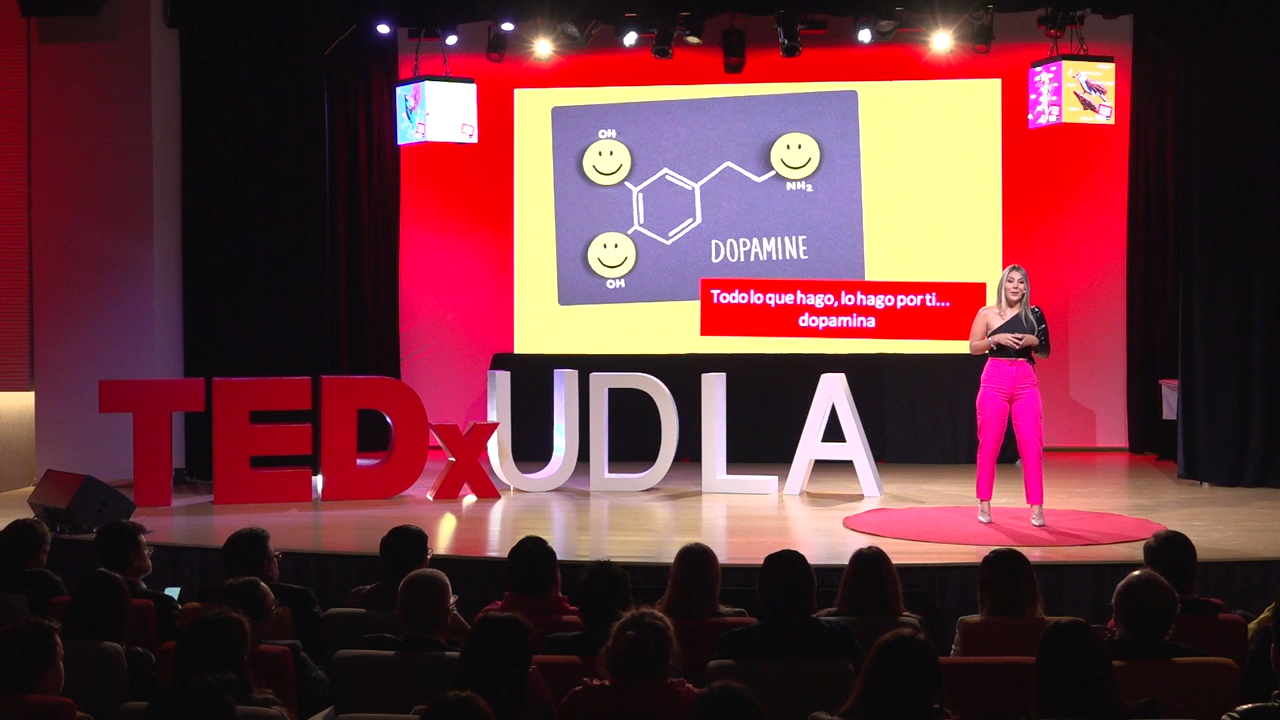 OH
NH₂
DOPAMINE
OH
Todo lo que hago, lo hago por ti...
dopamina
TEDxUDLA